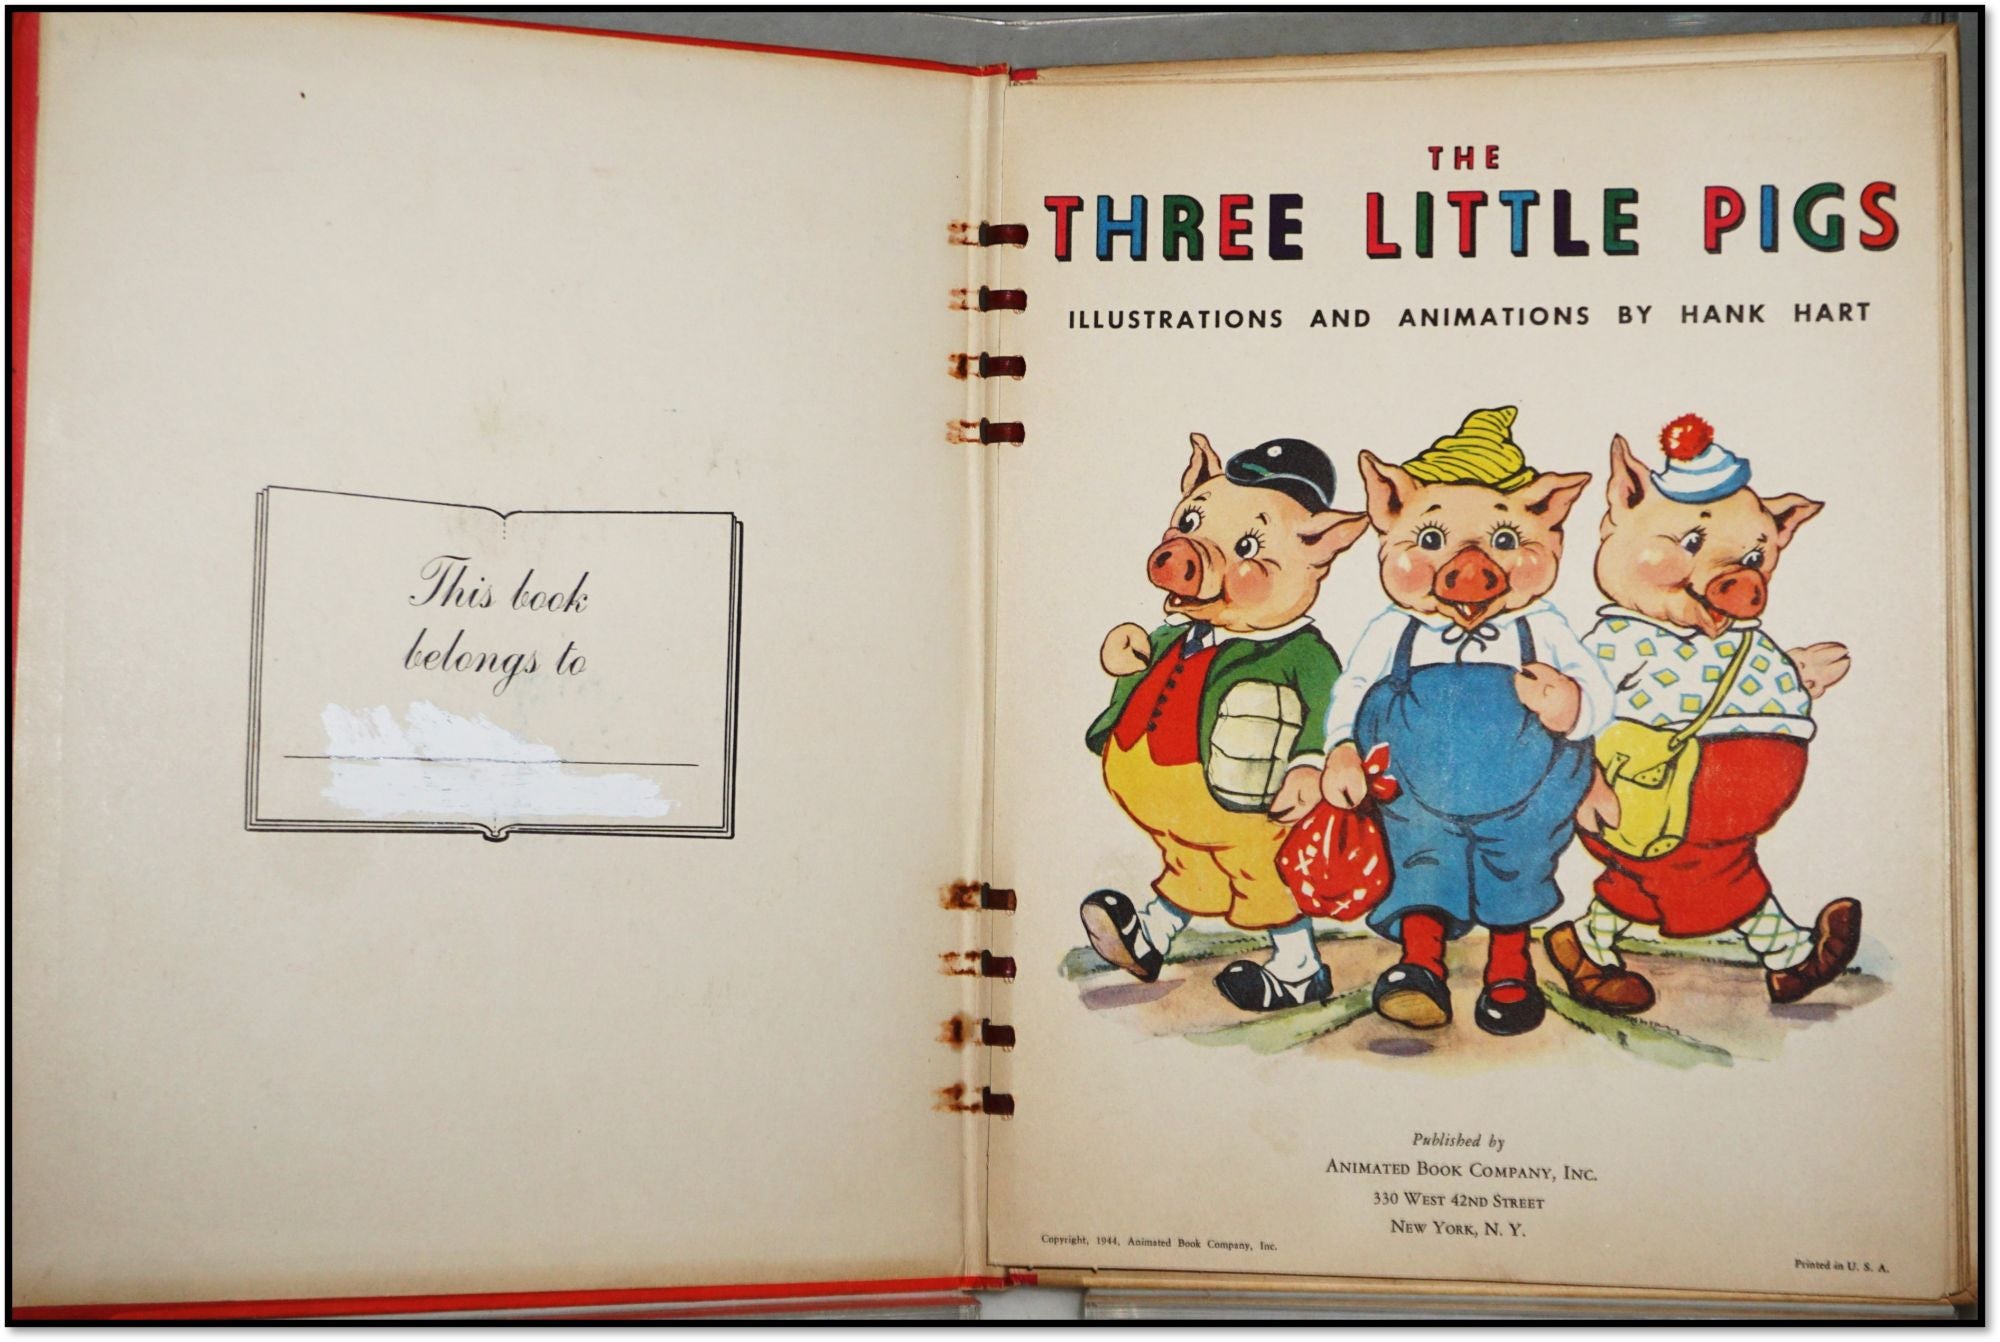 This book
belongs to
THE
THREE LITTLE PIGS
ILLUSTRATIONS AND ANIMATIONS BY HANK HART
Published by
ANIMATED BOOK COMPANY, INC.
330 WEST 42ND STREET
NEW YORK, N. Y.
Copyright, 1944, Animated Book Company, Inc.
Printed in U. S. A.